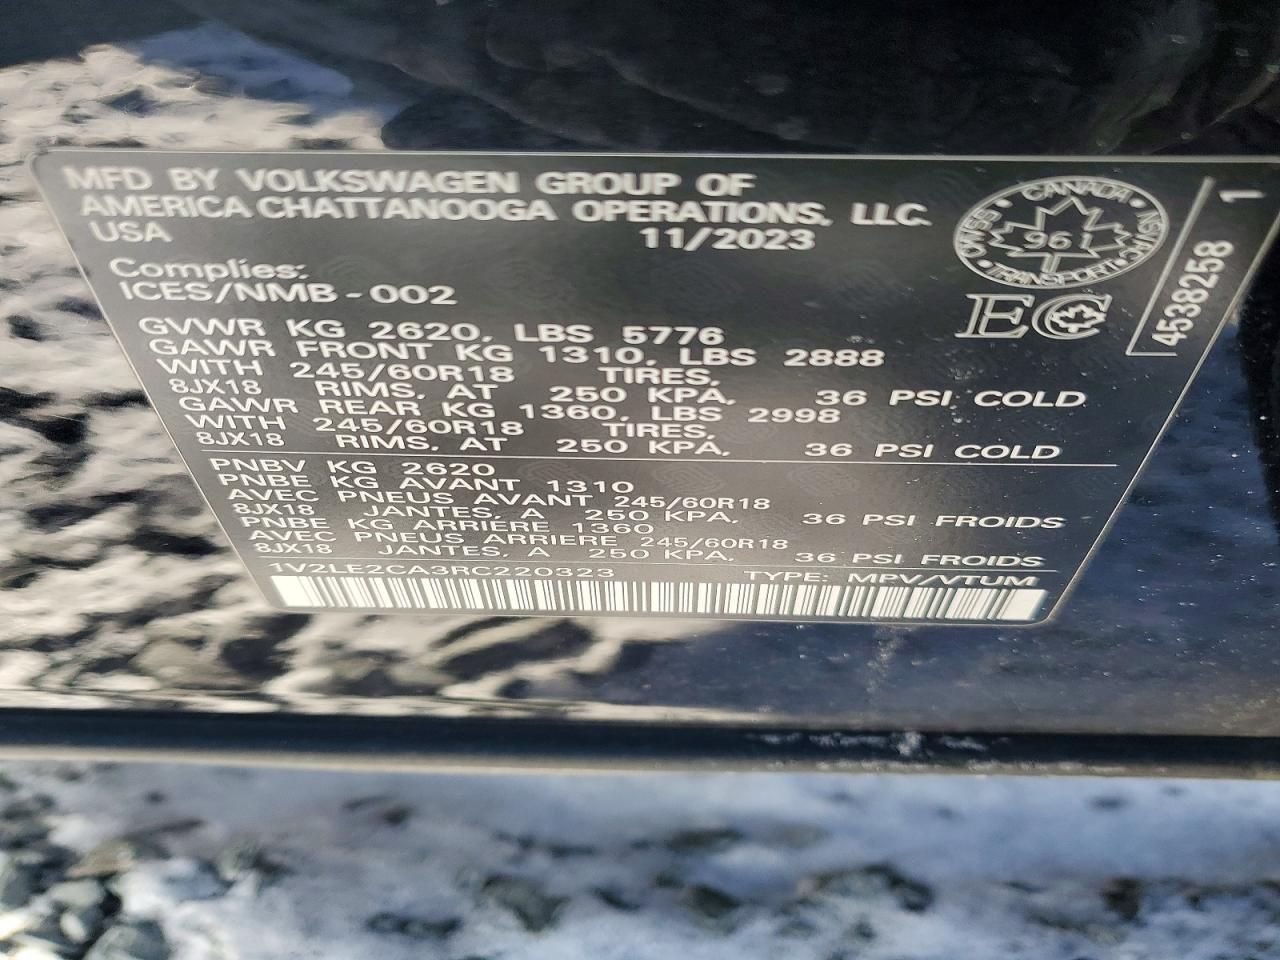 MFD BY VOLKSWAGEN GROUP OF
AMERICA CHATTANOOGA OPERATIONS, LLC.
USA 11/2023
Complies:
ICES/NMB-002
GVWR KG 2620, LBS 5776
GAWR FRONT KG 1310, LBS 2888
WITH 245/60R18 TIRES,
8JX18 RIMS, AT 250 KPA, 36 PSI COLD
GAWR REAR KG 1360, LBS 2998
WITH 245/60R18 TIRES,
8JX18 RIMS, AT 250 KPA, 36 PSI COLD
PNBV KG 2620
PNBE KG AVANT 1310
AVEC PNEUS AVANT 245/60R18
8JX18 JANTES, A 250 KPA, 36 PSI FROIDS
PNBE KG ARRIERE 1360
AVEC PNEUS ARRIERE 245/60R18
8JX18 JANTES, A 250 KPA, 36 PSI FROIDS
1V2LE2CA3RC220323 TYPE: MPV/VTUM
CANADA
961
TRANSPORT
CMVSS
NSVAC
EC
4538258 1